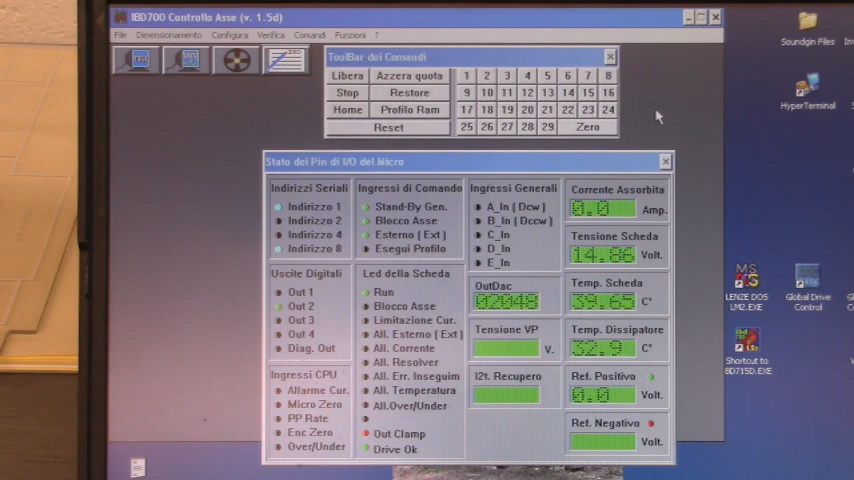 IBD700 Controllo Asse (v. 1.5d)
File Dimensionamento Configura Verifica Comandi Funzioni ?
ToolBar dei Comandi
Libera Azzera quota 1 2 3 4 5 6 7 8
Stop Restore 9 10 11 12 13 14 15 16
Home Profilo Ram 17 18 19 20 21 22 23 24
Reset 25 26 27 28 29 Zero
Stato dei Pin di I/O del Micro
Indirizzi Seriali
Indirizzo 1
Indirizzo 2
Indirizzo 4
Indirizzo 8
Uscite Digitali
Out 1
Out 2
Out 3
Out 4
Diag. Out
Ingressi CPU
Allarme Cur.
Micro Zero
PP Rate
Enc Zero
Over/Under
Ingressi di Comando
Stand-By Gen.
Blocco Asse
Esterno ( Ext )
Esegui Profilo
Led della Scheda
Run
Blocco Asse
Limitazione Cur.
All. Esterno ( Ext )
All. Corrente
All. Resolver
All. Err. Inseguim
All. Temperatura
All.Over/Under
Out Clamp
Drive Ok
Ingressi Generali
A_In ( Dcw )
B_In ( Dccw )
C_In
D_In
E_In
OutDac
02048
Tensione VP
V.
I2t. Recupero
Corrente Assorbita
0.0 Amp.
Tensione Scheda
14.86 Volt.
Temp. Scheda
39.65 C°
Temp. Dissipatore
32.9 C°
Ref. Positivo
0.0 Volt.
Ref. Negativo
Volt.
Soundgin Files
HyperTerminal
MS
LENZE DOS
LM2.EXE
Global Drive
Control
Shortcut to
BD715D.EXE